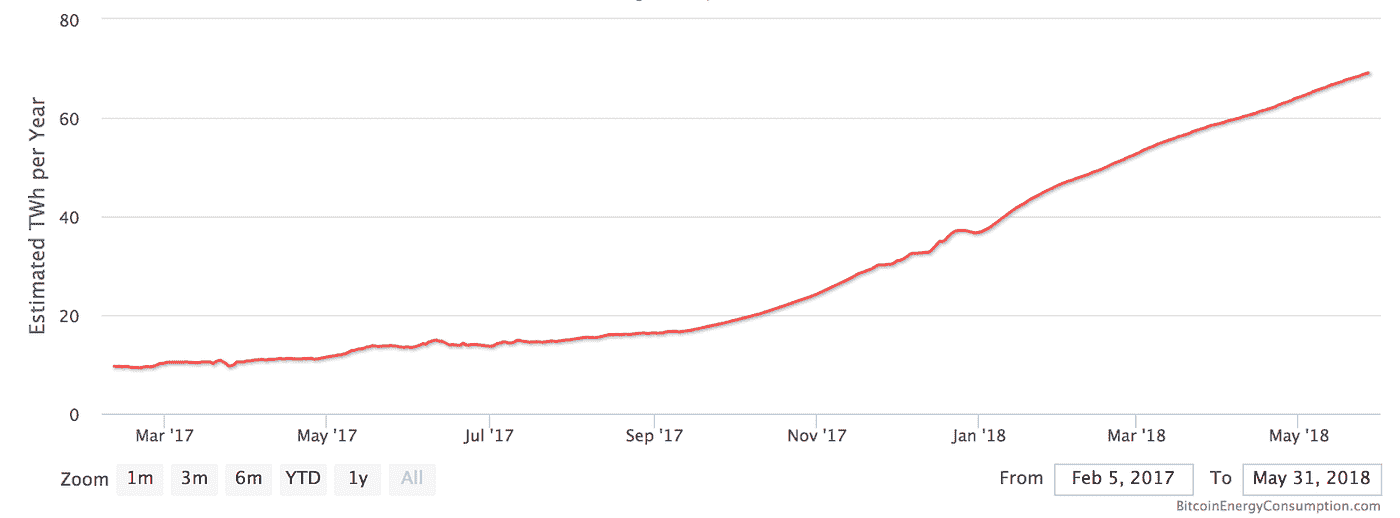 80
60
40
20
0
Estimated TWh per Year
Mar '17 May '17 Jul '17 Sep '17 Nov '17 Jan '18 Mar '18 May '18
Zoom 1m 3m 6m YTD 1y All From Feb 5, 2017 To May 31, 2018
BitcoinEnergyConsumption.com